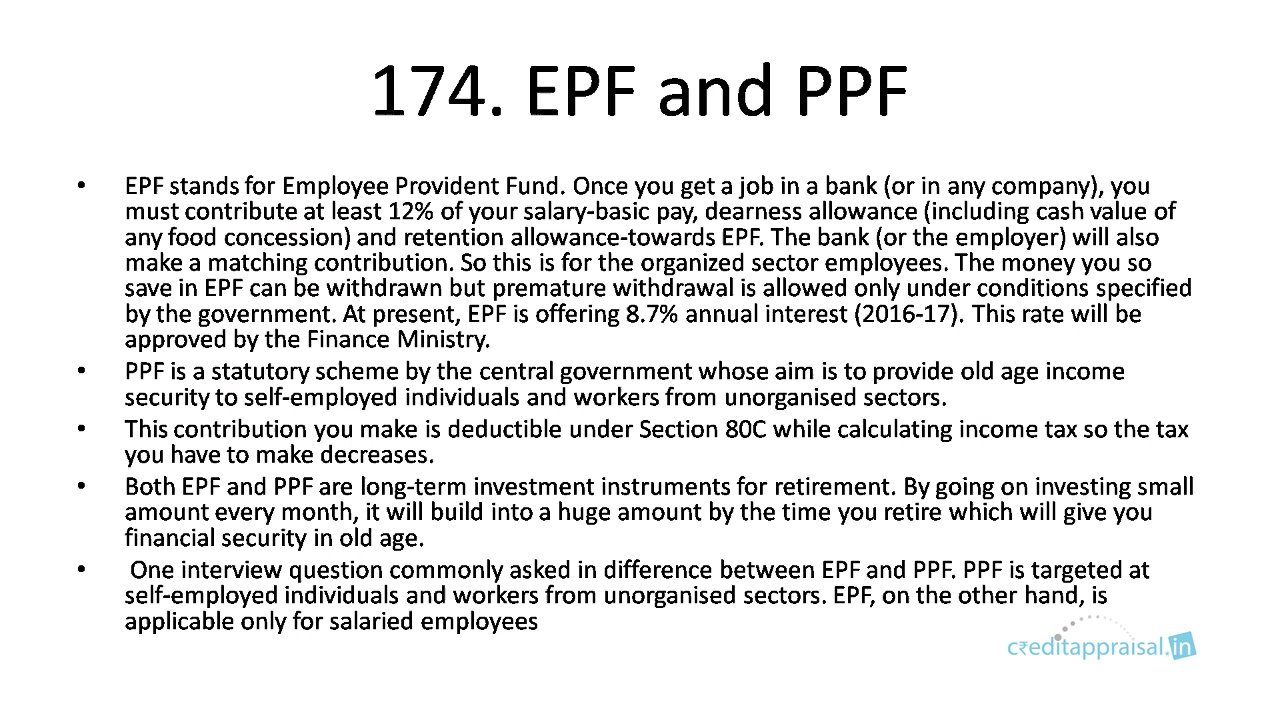 174. EPF and PPF
• EPF stands for Employee Provident Fund. Once you get a job in a bank (or in any company), you
must contribute at least 12% of your salary-basic pay, dearness allowance (including cash value of
any food concession) and retention allowance-towards EPF. The bank (or the employer) will also
make a matching contribution. So this is for the organized sector employees. The money you so
save in EPF can be withdrawn but premature withdrawal is allowed only under conditions specified
by the government. At present, EPF is offering 8.7% annual interest (2016-17). This rate will be
approved by the Finance Ministry.
• PPF is a statutory scheme by the central government whose aim is to provide old age income
security to self-employed individuals and workers from unorganised sectors.
• This contribution you make is deductible under Section 80C while calculating income tax so the tax
you have to make decreases.
• Both EPF and PPF are long-term investment instruments for retirement. By going on investing small
amount every month, it will build into a huge amount by the time you retire which will give you
financial security in old age.
• One interview question commonly asked in difference between EPF and PPF. PPF is targeted at
self-employed individuals and workers from unorganised sectors. EPF, on the other hand, is
applicable only for salaried employees
c₹editappraisal.in